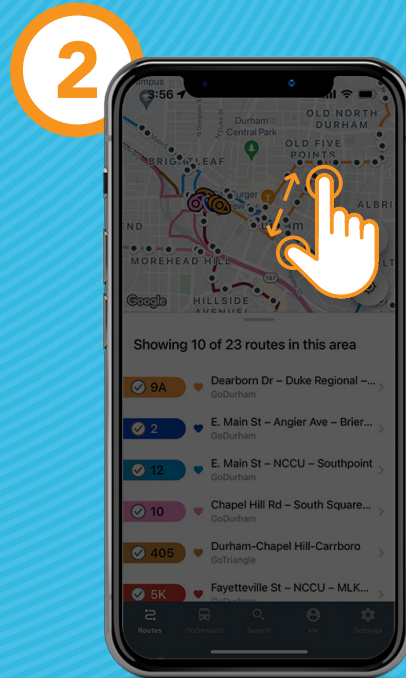 2
3:56
Durham
Central Park
OLD NORTH
DURHAM
OLD FIVE
POINTS
BRIGHTLEAF
MOREHEAD HILL
147
Google
HILLSIDE
Showing 10 of 23 routes in this area
9A
Dearborn Dr – Duke Regional –...
GoDurham
2
E. Main St – Angier Ave – Brier...
GoDurham
12
E. Main St – NCCU – Southpoint
GoDurham
10
Chapel Hill Rd – South Square...
GoDurham
405
Durham-Chapel Hill-Carrboro
GoTriangle
5K
Fayetteville St – NCCU – MLK...
Routes
OnDemand
Search
Me
Settings